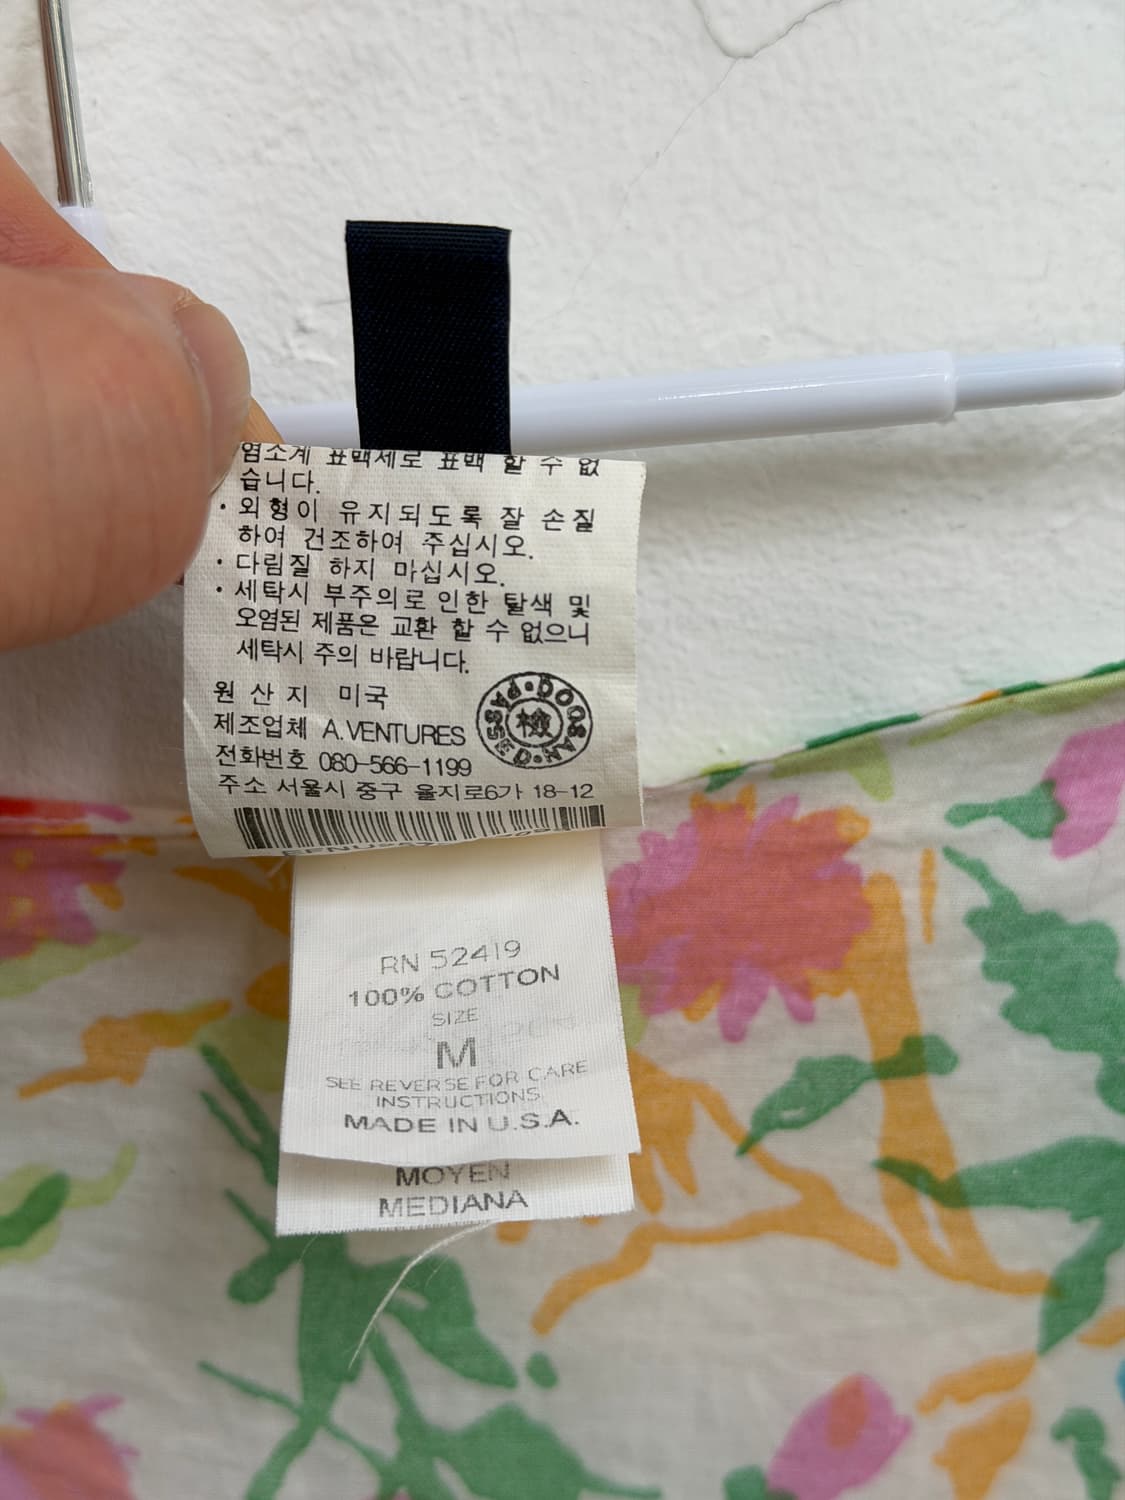 염소계 표백제로 표백 할 수 없
습니다.
· 외형이 유지되도록 잘 손질
하여 건조하여 주십시오.
· 다림질 하지 마십시오.
· 세탁시 부주의로 인한 탈색 및
오염된 제품은 교환 할 수 없으니
세탁시 주의 바랍니다.
원 산 지 미국
제조업체 A.VENTURES
전화번호 080-566-1199
주소 서울시 중구 을지로6가 18-12
DOOSAN
檢
PASSED
RN 52419
100% COTTON
SIZE
M
SEE REVERSE FOR CARE
INSTRUCTIONS
MADE IN U.S.A.
MOYEN
MEDIANA